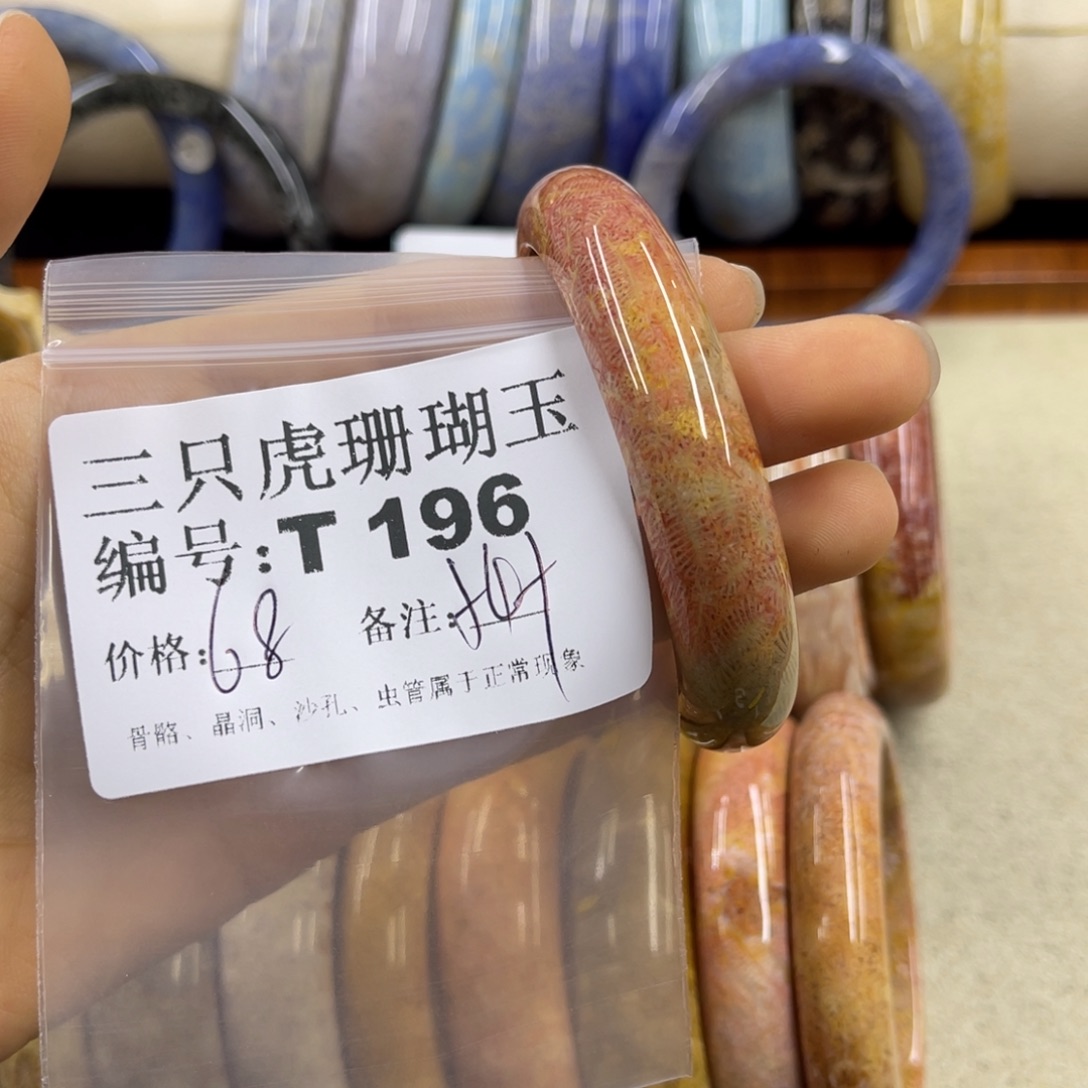 三只虎珊瑚玉
编号:T 196
价格:68 备注:
骨骼、晶洞、沙孔、虫管属于正常现象